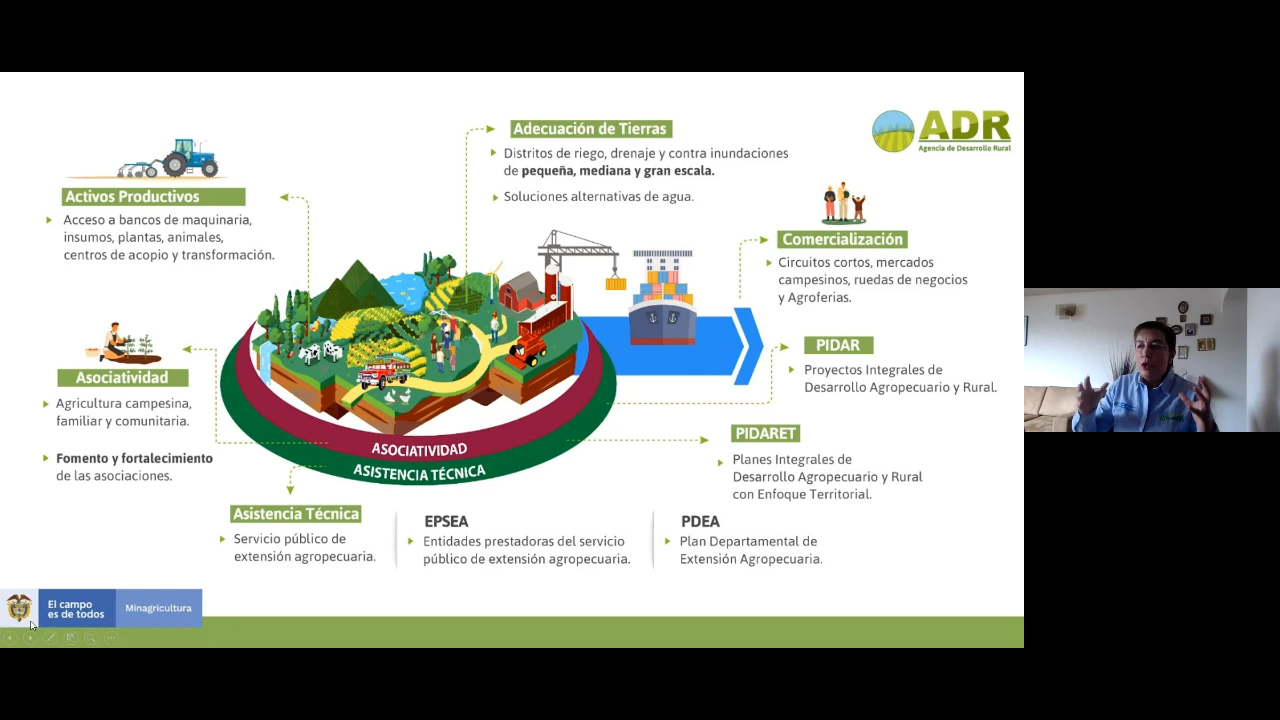 ADR
Agencia de Desarrollo Rural
Adecuación de Tierras
Distritos de riego, drenaje y contra inundaciones
de pequeña, mediana y gran escala.
Soluciones alternativas de agua.
Activos Productivos
Acceso a bancos de maquinaria,
insumos, plantas, animales,
centros de acopio y transformación.
Comercialización
Circuitos cortos, mercados
campesinos, ruedas de negocios
y Agroferias.
PIDAR
Proyectos Integrales de
Desarrollo Agropecuario y Rural.
Asociatividad
Agricultura campesina,
familiar y comunitaria.
Fomento y fortalecimiento
de las asociaciones.
ASOCIATIVIDAD
ASISTENCIA TÉCNICA
PIDARET
Planes Integrales de
Desarrollo Agropecuario y Rural
con Enfoque Territorial.
Asistencia Técnica
Servicio público de
extensión agropecuaria.
EPSEA
Entidades prestadoras del servicio
público de extensión agropecuaria.
PDEA
Plan Departamental de
Extensión Agropecuaria.
El campo
es de todos
Minagricultura